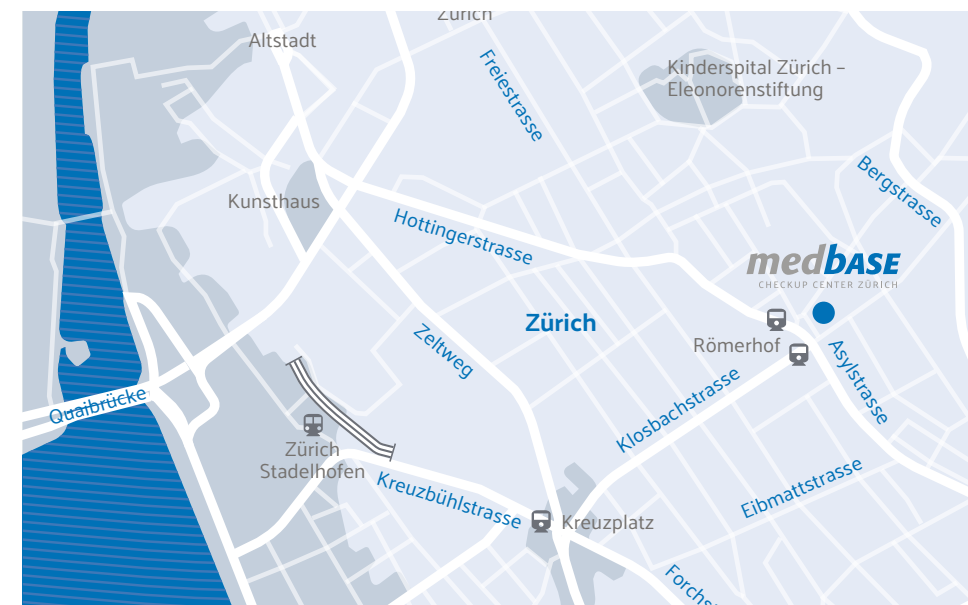 Zürich
Altstadt
Freiestrasse
Kinderspital Zürich –
Eleonorenstiftung
Bergstrasse
Kunsthaus
Hottingerstrasse
medbase
CHECKUP CENTER ZÜRICH
Zürich
Römerhof
Zeltweg
Asylstrasse
Klosbachstrasse
Quaibrücke
Zürich
Stadelhofen
Kreuzbühlstrasse
Eibmattstrasse
Kreuzplatz